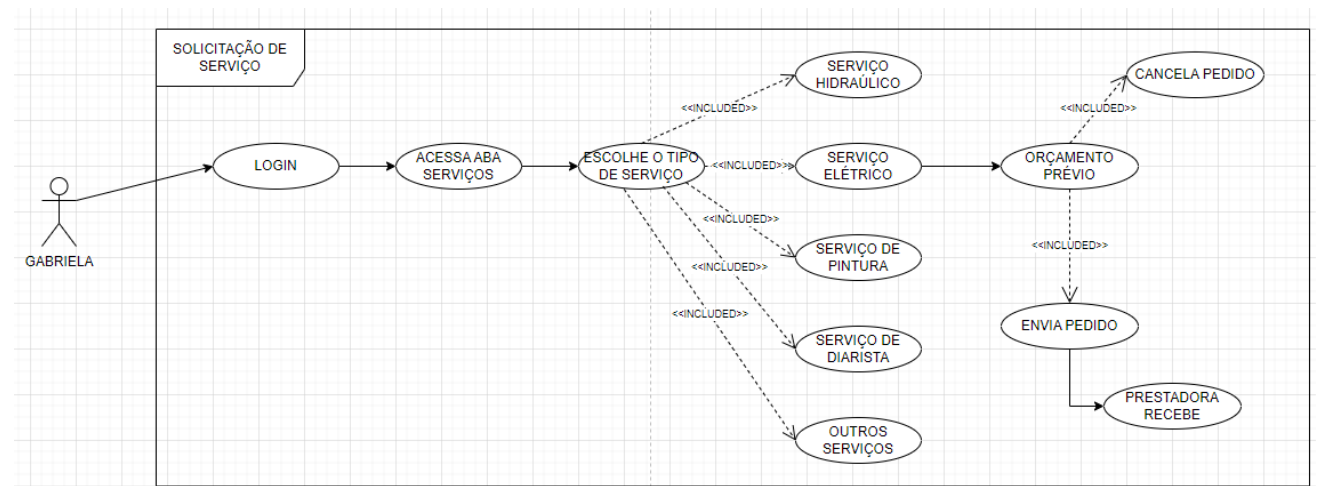 SOLICITAÇÃO DE
SERVIÇO
GABRIELA
LOGIN
ACESSA ABA
SERVIÇOS
ESCOLHE O TIPO
DE SERVIÇO
<<INCLUDED>>
SERVIÇO
HIDRAÚLICO
<<INCLUDED>>
SERVIÇO
ELÉTRICO
<<INCLUDED>>
SERVIÇO DE
PINTURA
<<INCLUDED>>
SERVIÇO DE
DIARISTA
<<INCLUDED>>
OUTROS
SERVIÇOS
ORÇAMENTO
PRÉVIO
<<INCLUDED>>
CANCELA PEDIDO
<<INCLUDED>>
ENVIA PEDIDO
PRESTADORA
RECEBE